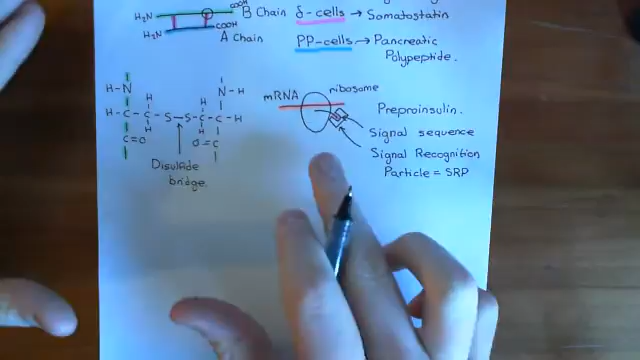 COOH
H₂N B Chain
COOH
H₂N A Chain
δ-cells → Somatostatin
PP-cells → Pancreatic
Polypeptide.
H-N N-H
H H
H-C-C-S-S-C-C-H
H H
C=O O=C
Disulfide
bridge.
mRNA ribosome
Preproinsulin.
Signal sequence
Signal Recognition
Particle = SRP